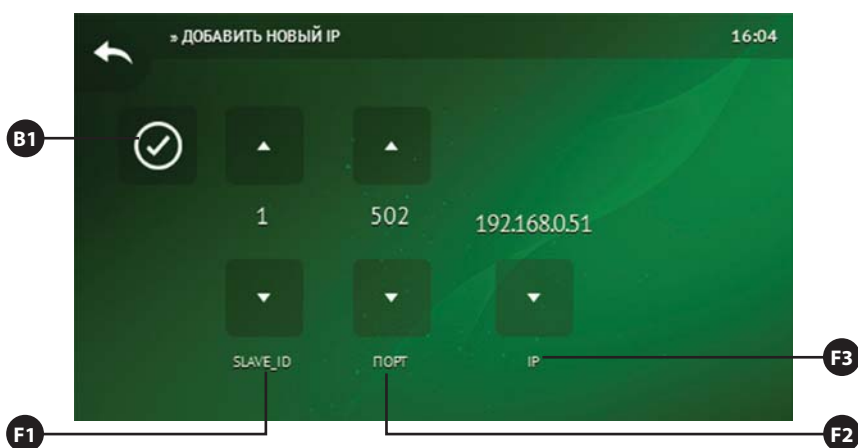 » ДОБАВИТЬ НОВЫЙ IP
16:04
B1
1
502
192.168.0.51
SLAVE_ID
ПОРТ
IP
F3
F1
F2